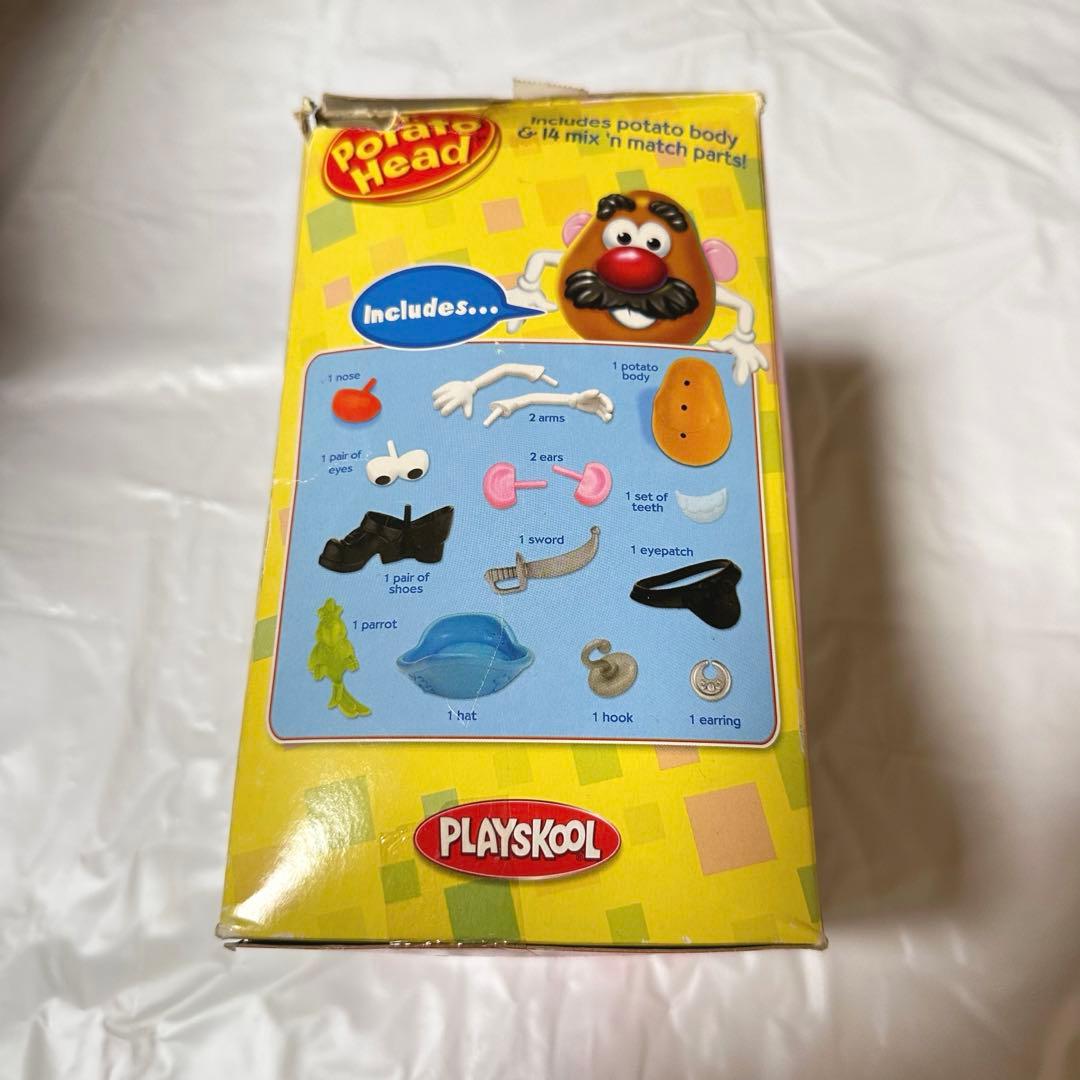 Potato
Head
Includes potato body
& 14 mix 'n match parts!
Includes...
1 nose
2 arms
1 potato
body
1 pair of
eyes
2 ears
1 set of
teeth
1 pair of
shoes
1 sword
1 eyepatch
1 parrot
1 hat
1 hook
1 earring
PLAYSKOOL